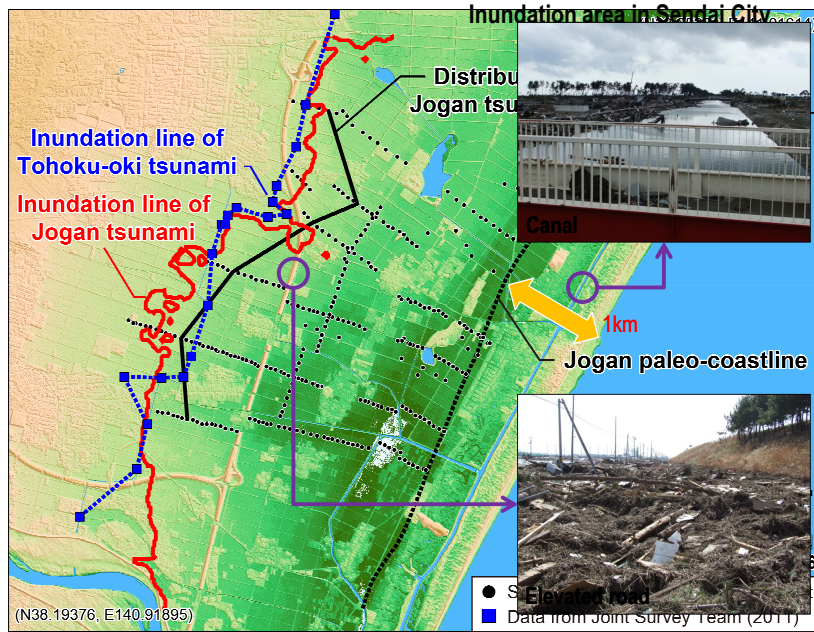 Inundation area in Sendai City
Distribu
Jogan tsu
Inundation line of
Tohoku-oki tsunami
Inundation line of
Jogan tsunami
Canal
1km
Jogan paleo-coastline
Elevated road
S
Data from Joint Survey Team (2011)
(N38.19376, E140.91895)